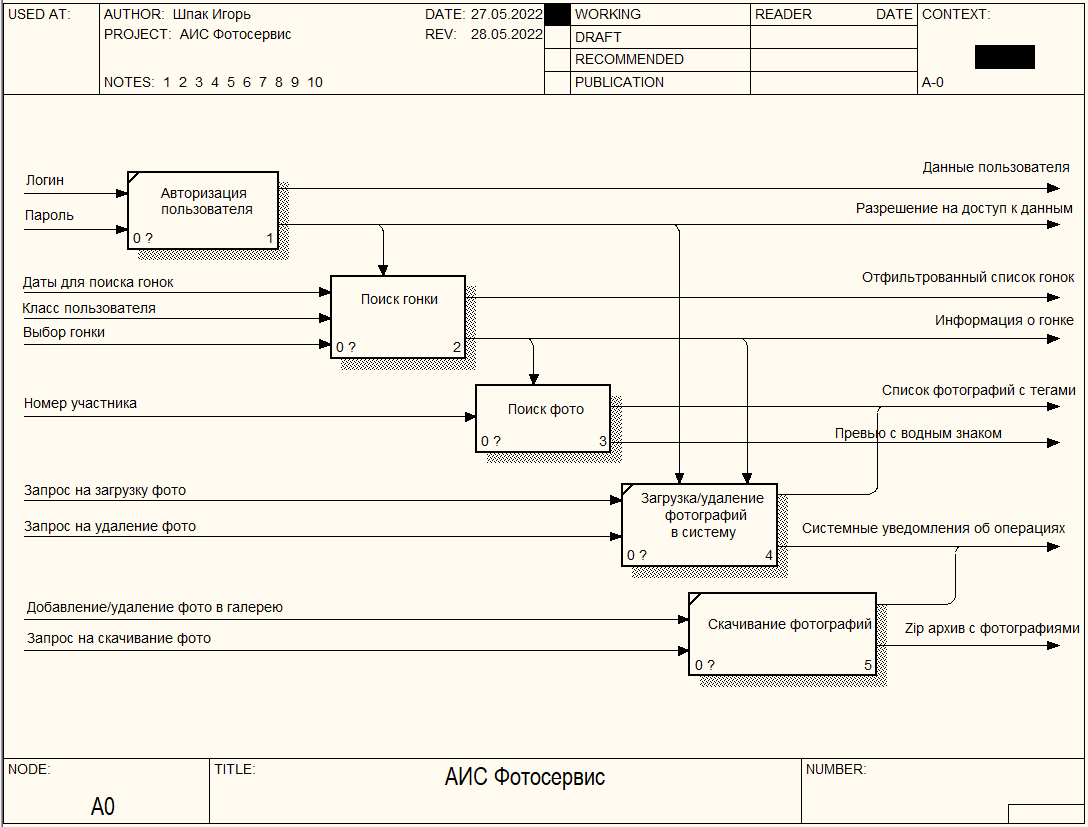 USED AT:
AUTHOR: Шпак Игорь
DATE: 27.05.2022
PROJECT: АИС Фотосервис
REV: 28.05.2022
NOTES: 1 2 3 4 5 6 7 8 9 10
WORKING
DRAFT
RECOMMENDED
PUBLICATION
READER
DATE
CONTEXT:
A-0
Логин
Пароль
Авторизация
пользователя
0 ?
1
Данные пользователя
Разрешение на доступ к данным
Даты для поиска гонок
Класс пользователя
Выбор гонки
Поиск гонки
0 ?
2
Отфильтрованный список гонок
Информация о гонке
Номер участника
Поиск фото
0 ?
3
Список фотографий с тегами
Превью с водным знаком
Запрос на загрузку фото
Запрос на удаление фото
Загрузка/удаление
фотографий
в систему
0 ?
4
Системные уведомления об операциях
Добавление/удаление фото в галерею
Запрос на скачивание фото
Скачивание фотографий
0 ?
5
Zip архив с фотографиями
NODE:
A0
TITLE:
АИС Фотосервис
NUMBER: